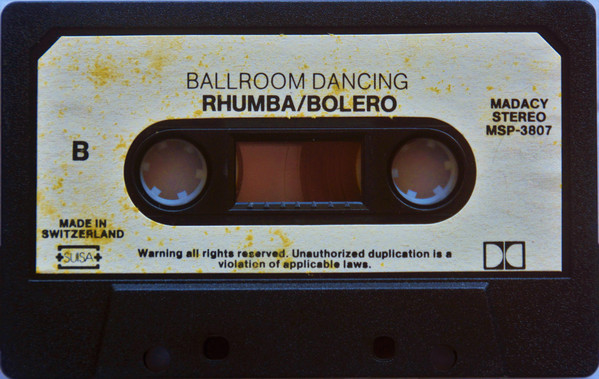 BALLROOM DANCING
RHUMBA/BOLERO
MADACY
STEREO
MSP-3807
B
MADE IN
SWITZERLAND
+SUISA+
Warning all rights reserved. Unauthorized duplication is a
violation of applicable laws.